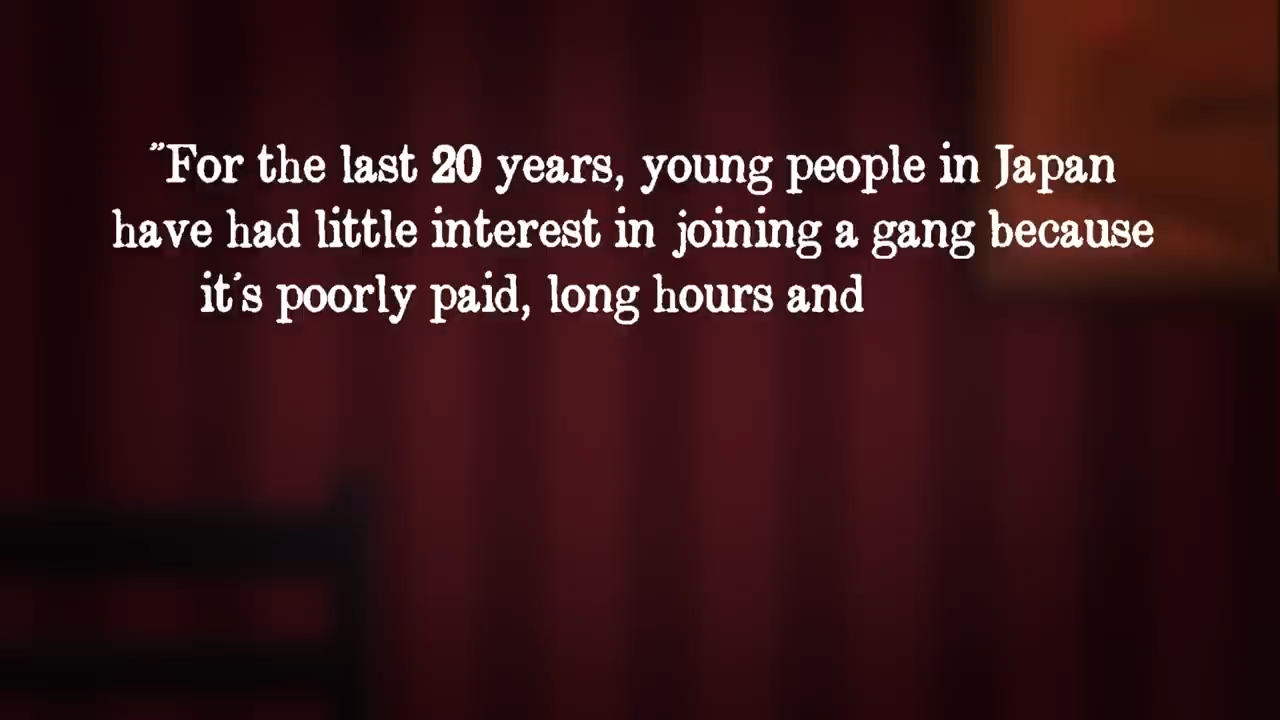 "For the last 20 years, young people in Japan
have had little interest in joining a gang because
it's poorly paid, long hours and